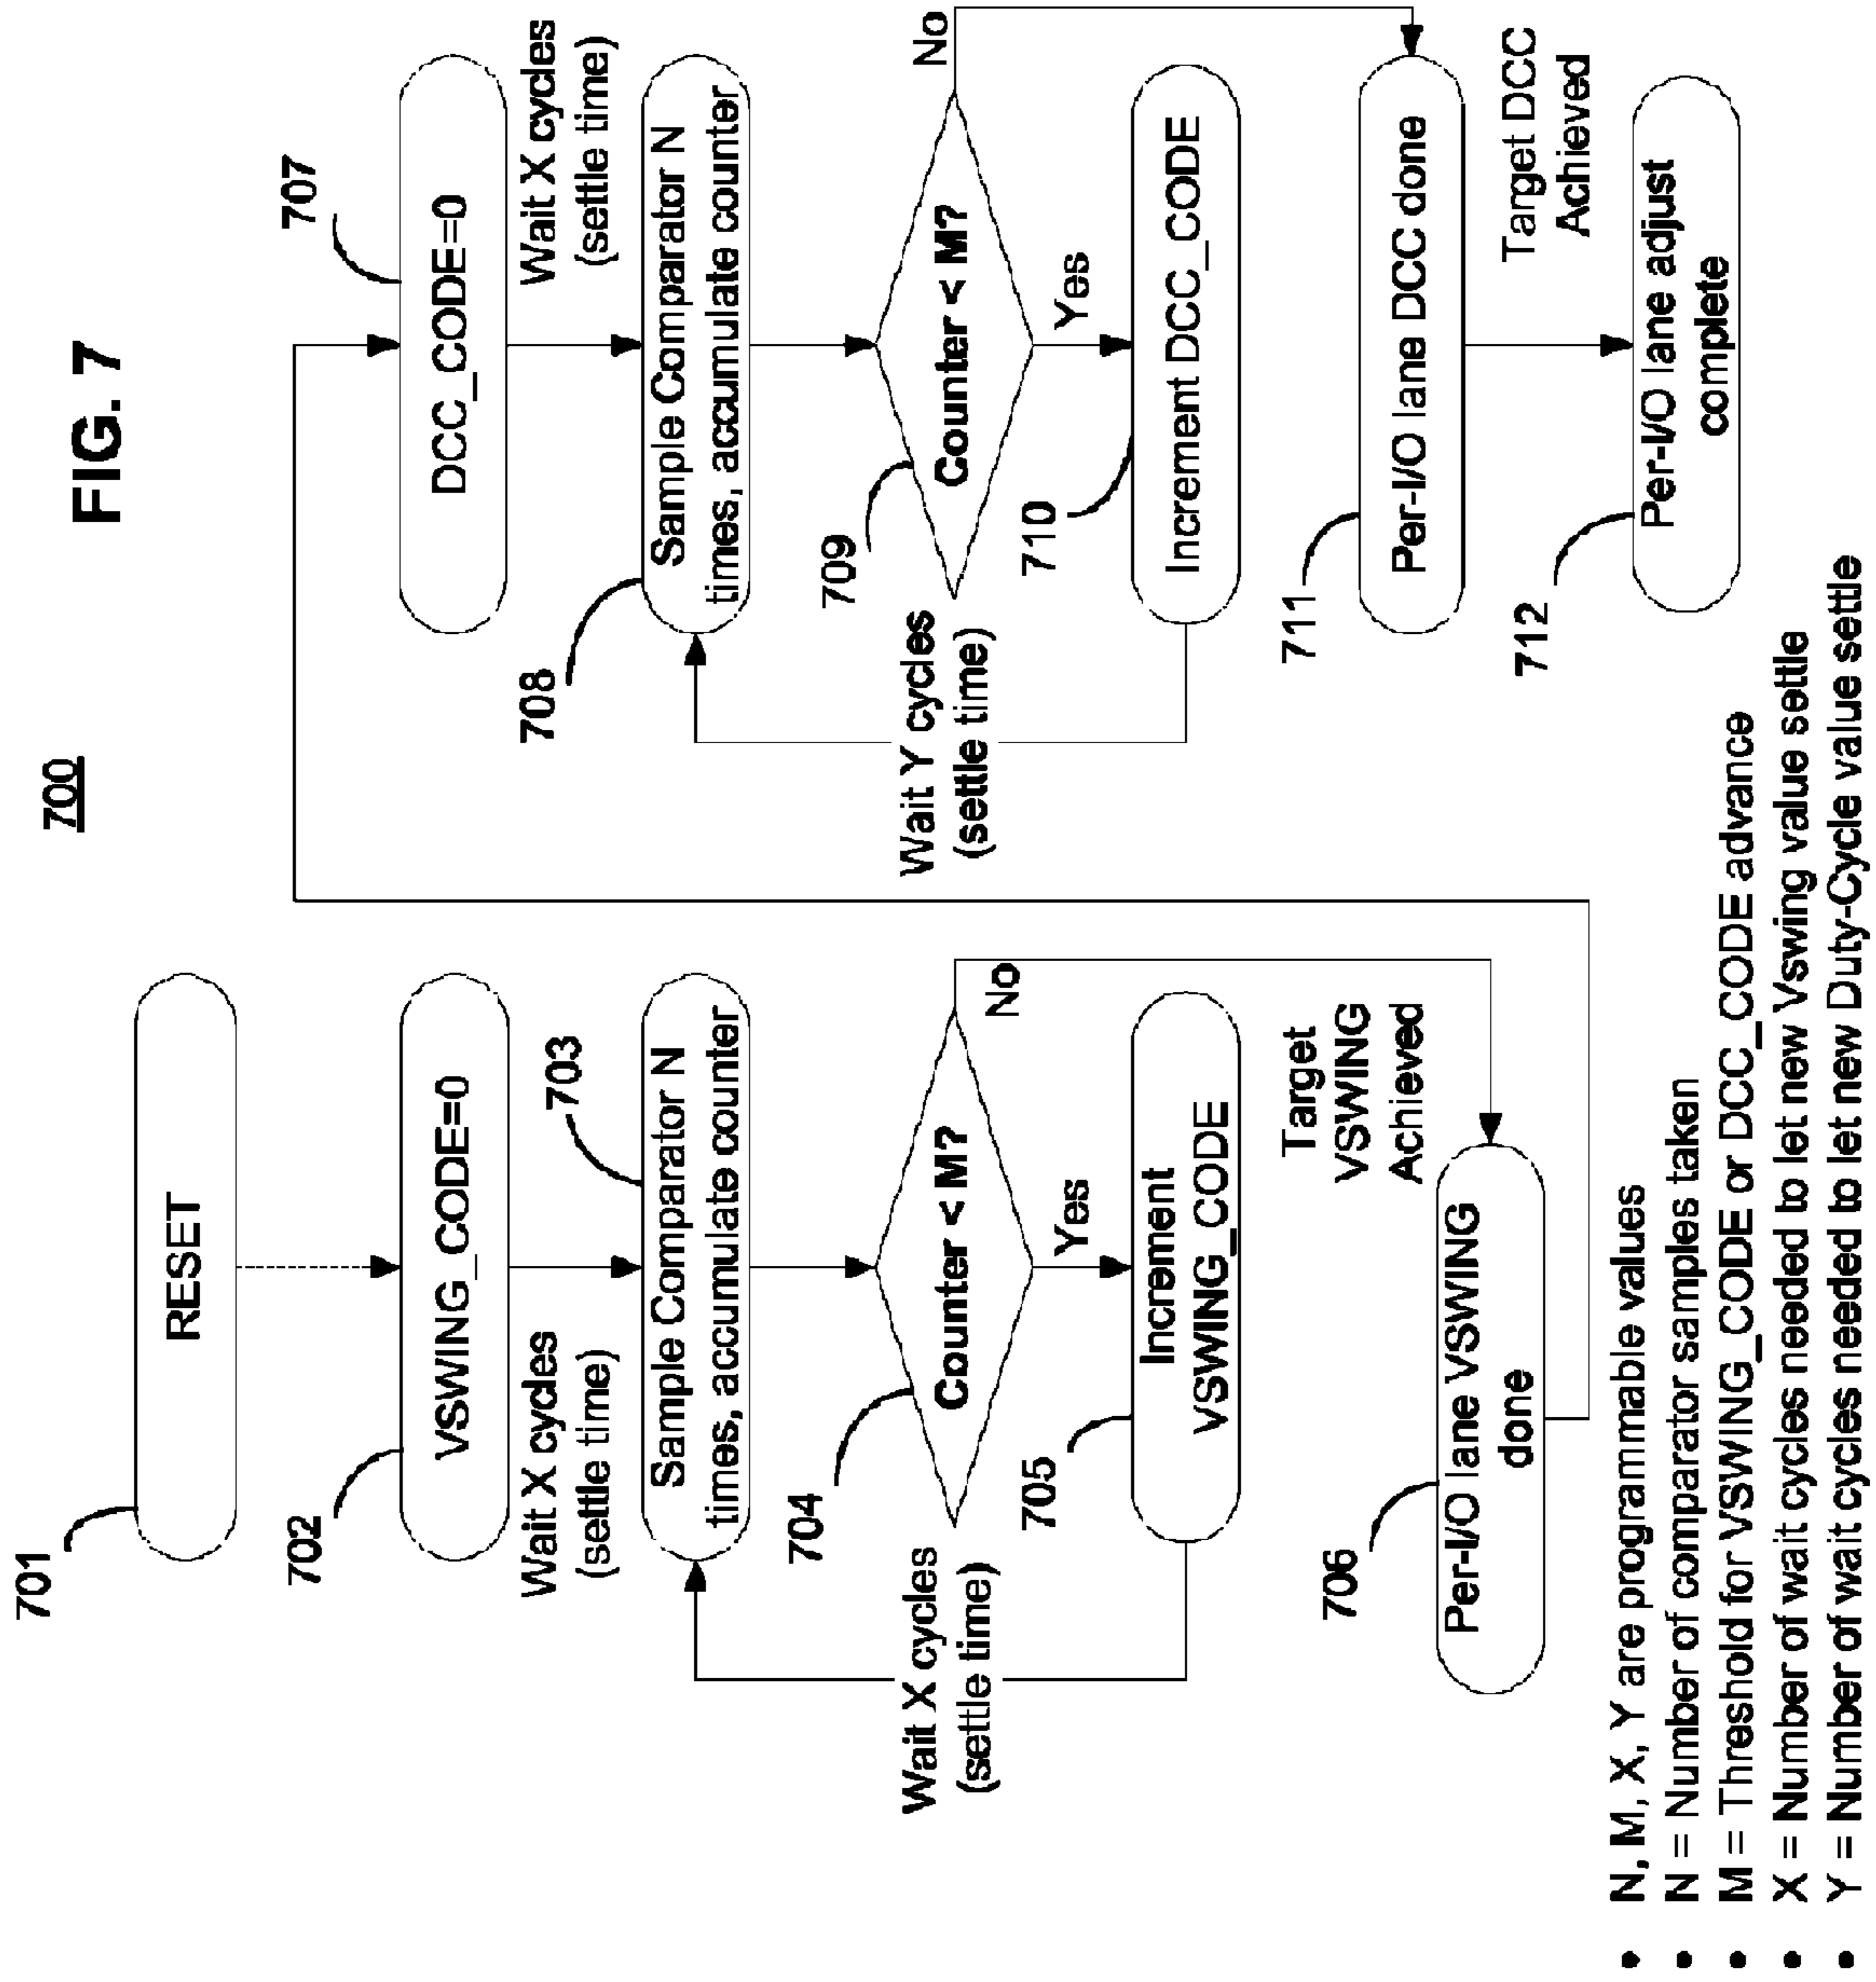 700
FIG. 7
701
RESET
702
VSWING_CODE=0
Wait X cycles
(settle time)
703
Sample Comparator N
times, accumulate counter
704
Counter < M?
No
Yes
705
Increment
VSWING_CODE
Wait X cycles
(settle time)
Target
VSWING
Achieved
706
Per-I/O lane VSWING
done
707
DCC_CODE=0
Wait X cycles
(settle time)
708
Sample Comparator N
times, accumulate counter
709
Counter < M?
No
Yes
710
Increment DCC_CODE
Wait Y cycles
(settle time)
711
Per-I/O lane DCC done
Target DCC
Achieved
712
Per-I/O lane adjust
complete
• N, M, X, Y are programmable values
• N = Number of comparator samples taken
• M = Threshold for VSWING_CODE or DCC_CODE advance
• X = Number of wait cycles needed to let new Vswing value settle
• Y = Number of wait cycles needed to let new Duty-Cycle value settle